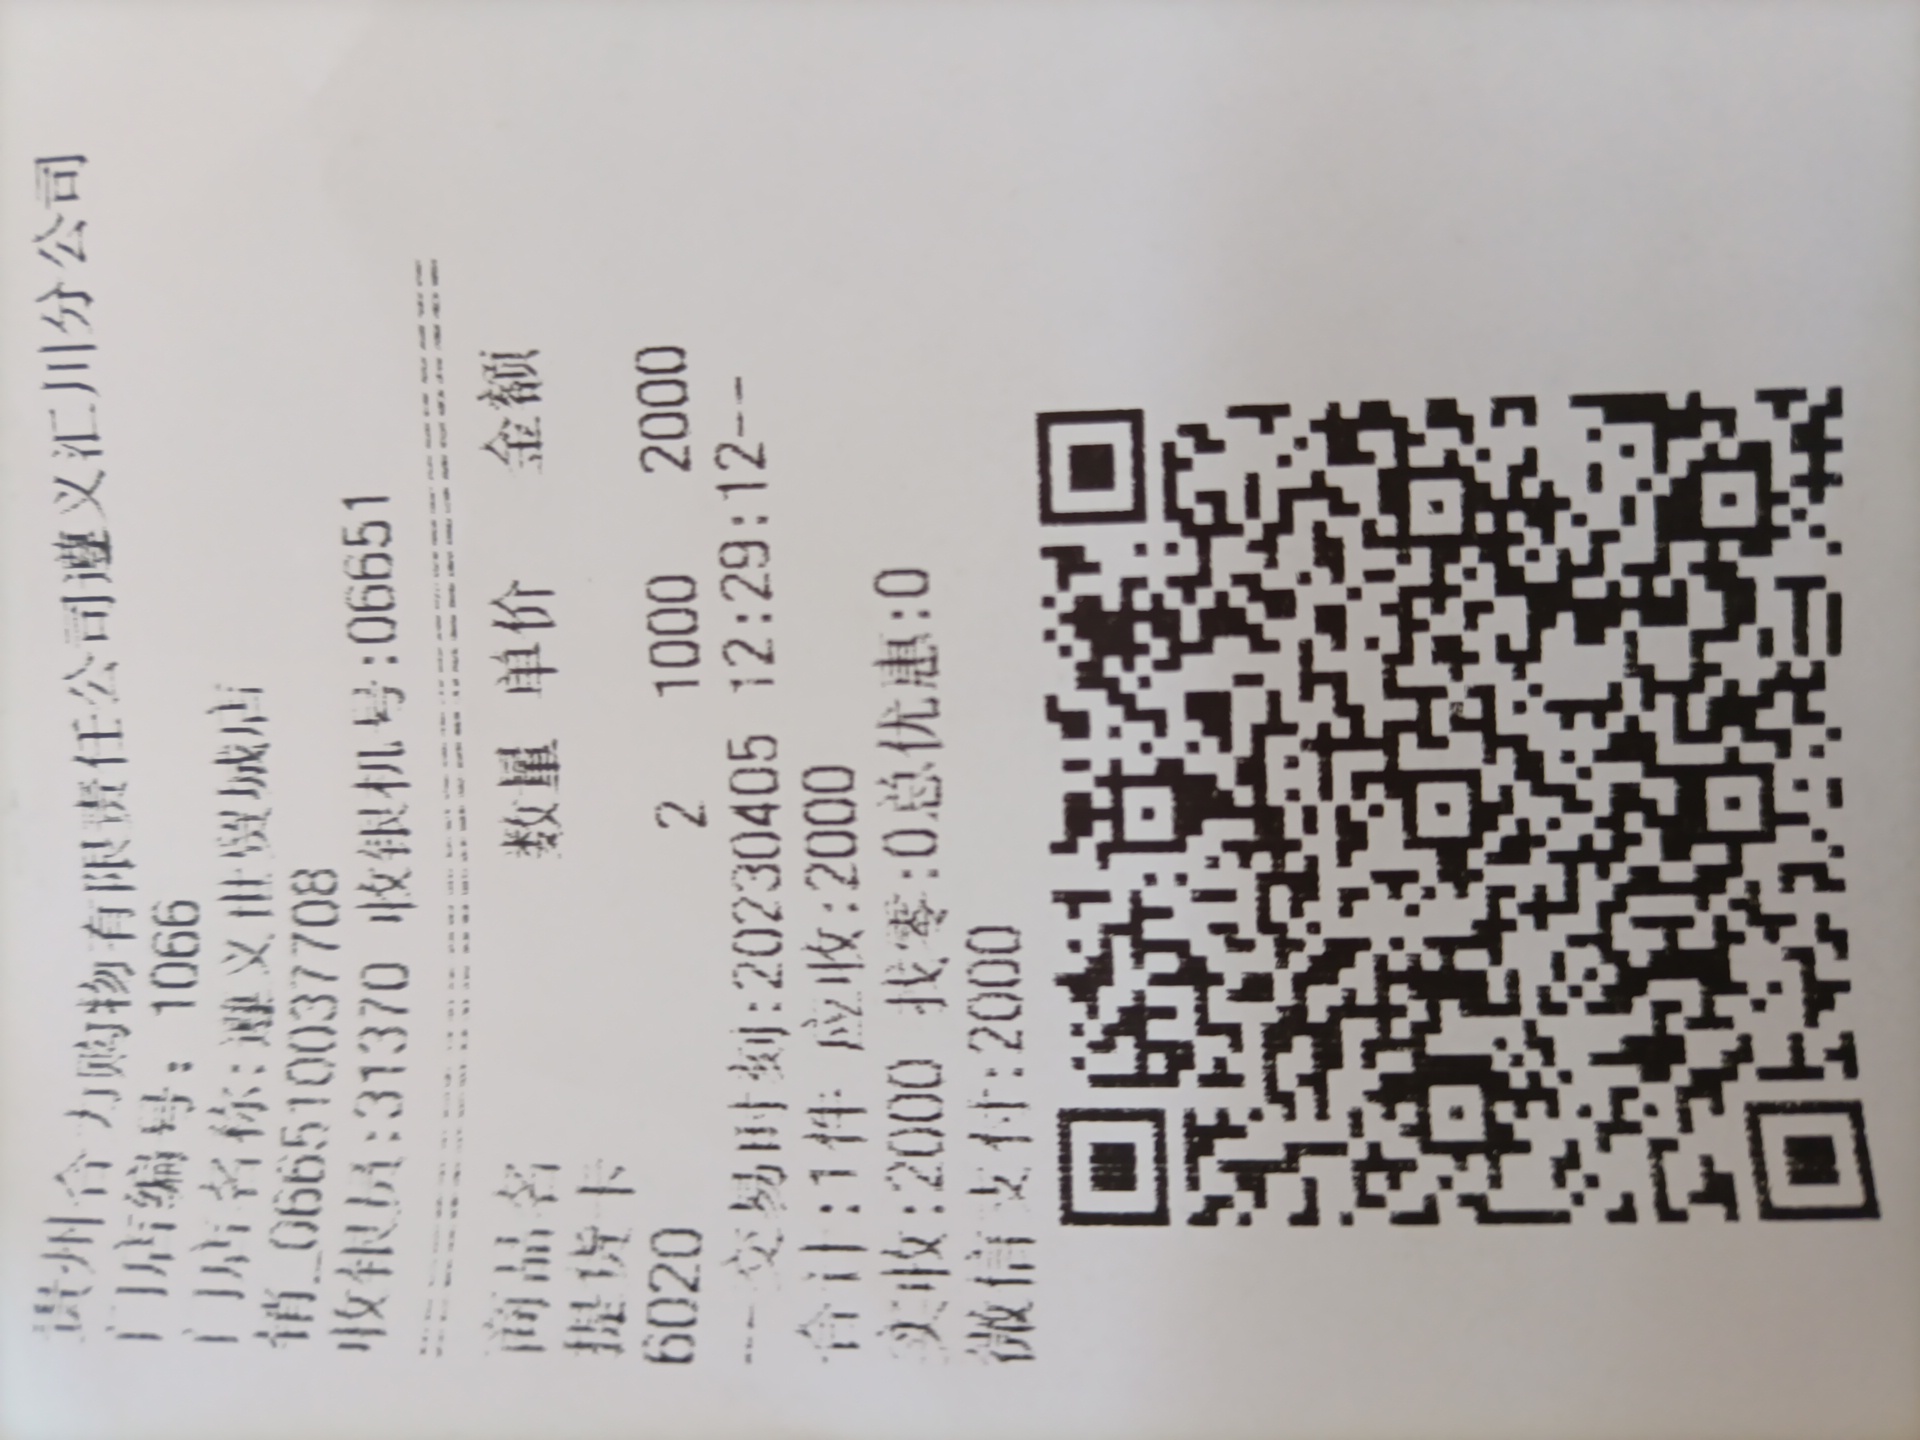 贵州合力购物有限责任公司遵义汇川分公司
门店编号: 1066
门店名称:遵义世贸城店
销_066510037708
收银员:31370 收银机号:06651
商品名 数量 单价 金额
提货卡
6020 2 1000 2000
---交易时刻:20230405 12:29:12--
合计:1件 应收:2000
实收:2000 找零:0总优惠:0
微信支付:2000